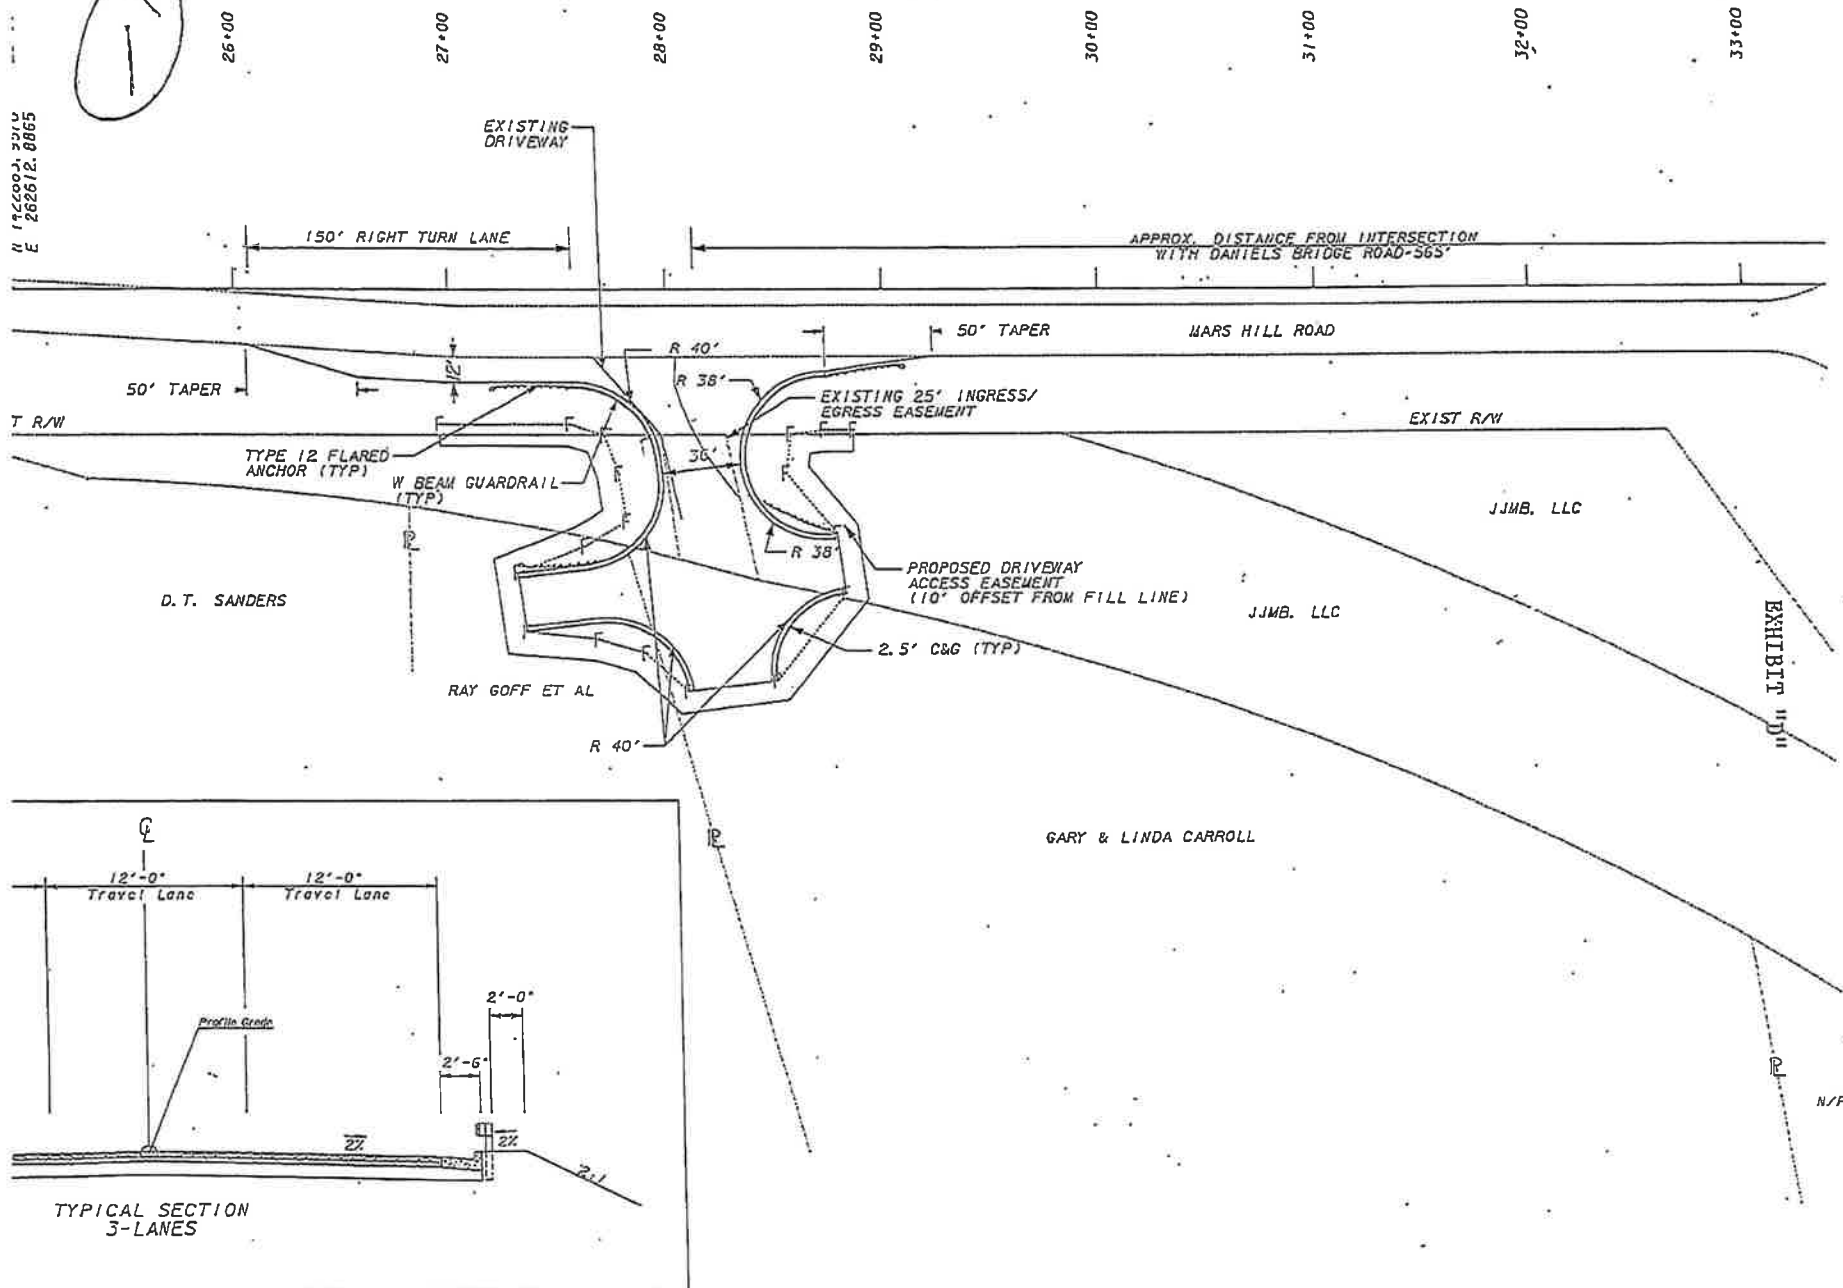 26+00
27+00
28+00
29+00
30+00
31+00
32+00
33+00
E 262612.8865
EXISTING
DRIVEWAY
150' RIGHT TURN LANE
APPROX. DISTANCE FROM INTERSECTION
WITH DANIELS BRIDGE ROAD-565'
50' TAPER
MARS HILL ROAD
12'
R 40'
R 38'
50' TAPER
EXISTING 25' INGRESS/
EGRESS EASEMENT
T R/W
EXIST R/W
TYPE 12 FLARED
ANCHOR (TYP)
W BEAM GUARDRAIL
(TYP)
36'
JJMB, LLC
R 38'
PROPOSED DRIVEWAY
ACCESS EASEMENT
(10' OFFSET FROM FILL LINE)
D.T. SANDERS
JJMB, LLC
EXHIBIT "D"
2.5' C&G (TYP)
RAY GOFF ET AL
R 40'
GARY & LINDA CARROLL
12'-0"
Travel Lane
12'-0"
Travel Lane
2'-0"
Profile Grade
2'-6"
2%
2%
2:1
N/F
TYPICAL SECTION
3-LANES